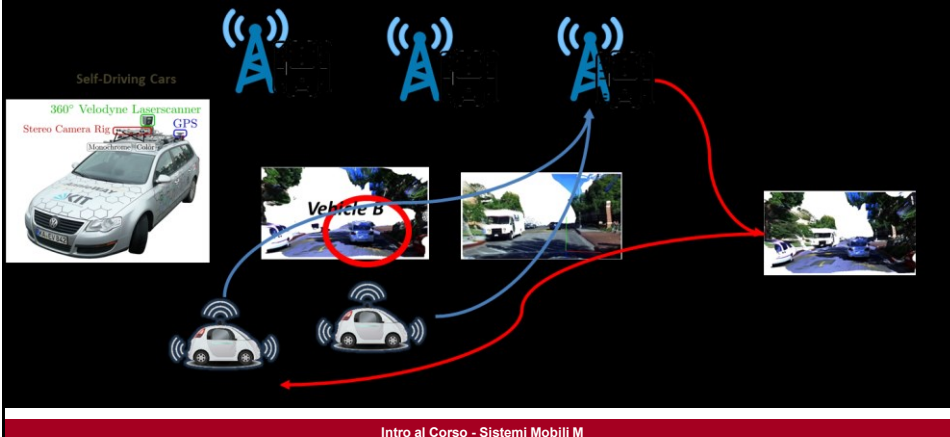 Self-Driving Cars
360° Velodyne Laserscanner
Stereo Camera Rig
GPS
Monochrome
Color
KIT
Vehicle B
Intro al Corso - Sistemi Mobili M